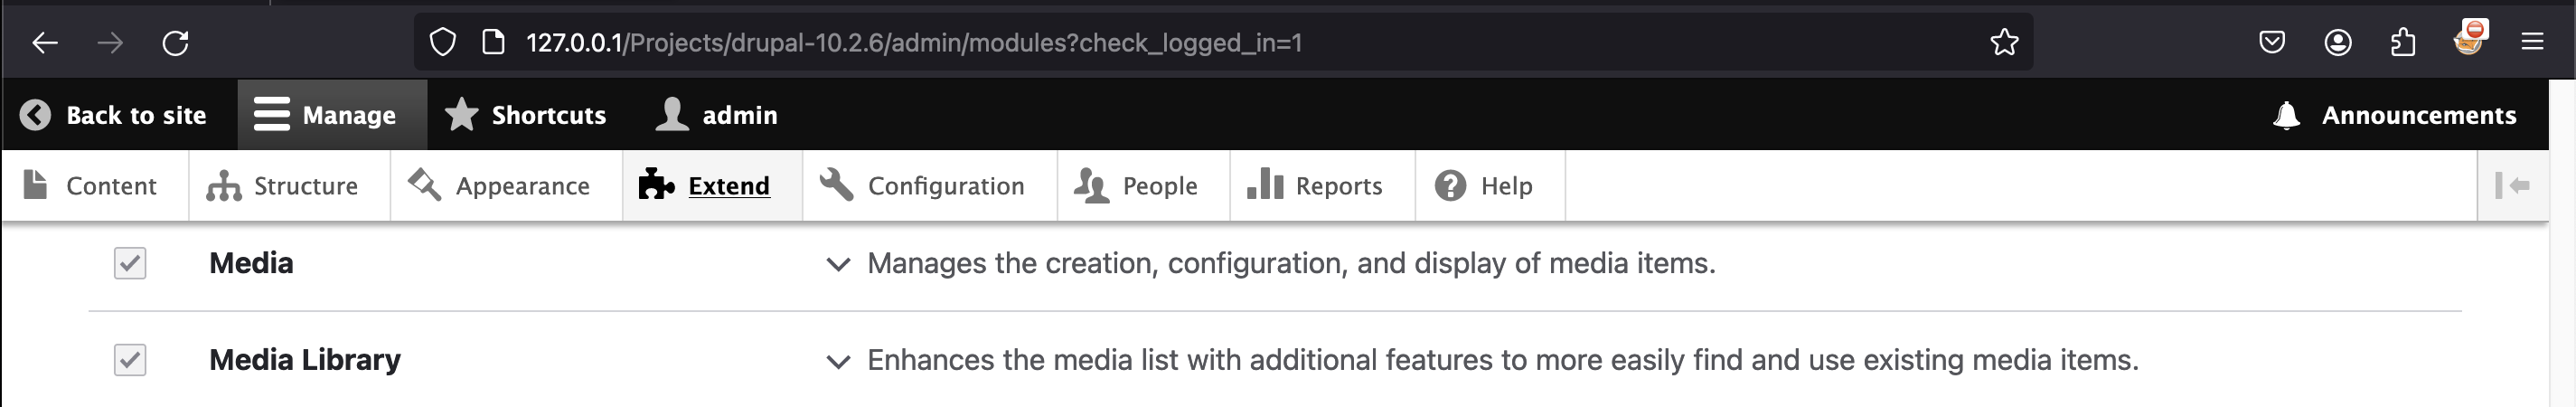 127.0.0.1/Projects/drupal-10.2.6/admin/modules?check_logged_in=1
Back to site Manage Shortcuts admin Announcements
Content Structure Appearance Extend Configuration People Reports Help
Media Manages the creation, configuration, and display of media items.
Media Library Enhances the media list with additional features to more easily find and use existing media items.